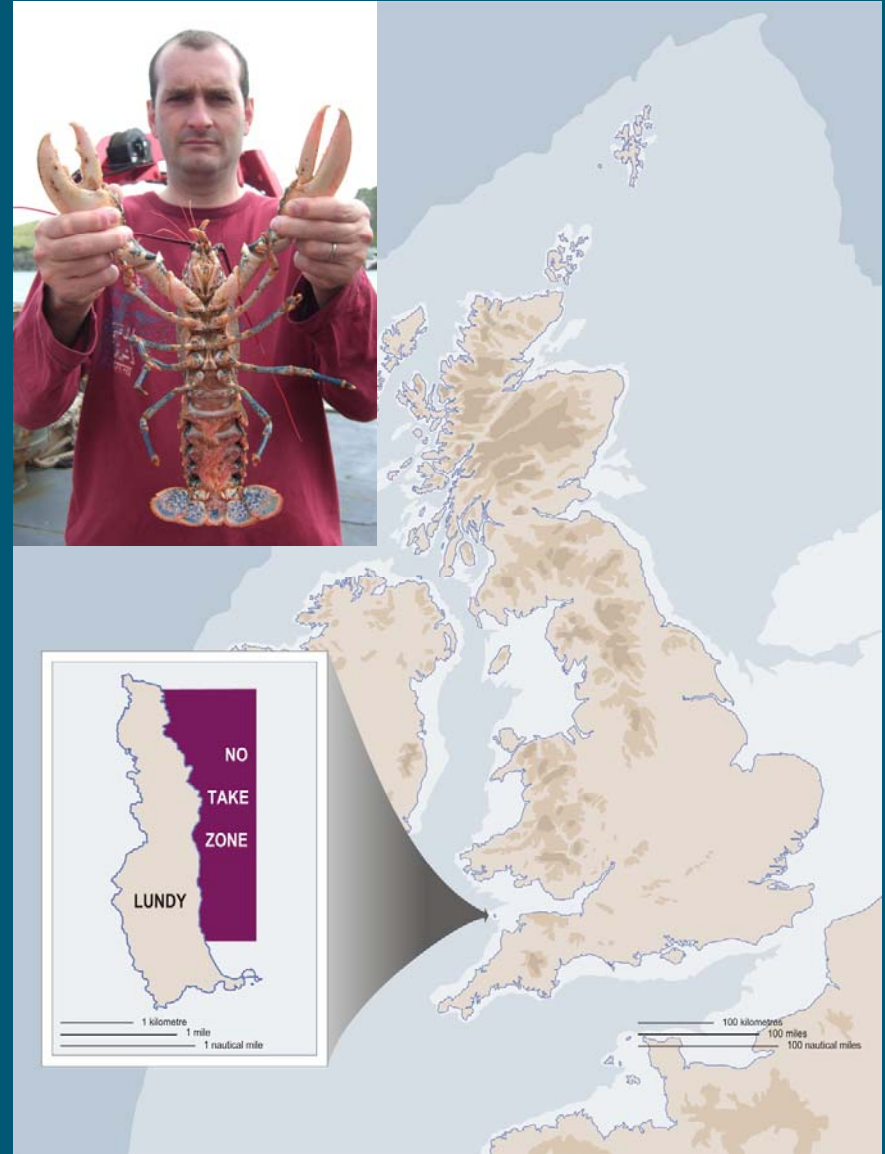 NO
TAKE
ZONE
LUNDY
1 kilometre
1 mile
1 nautical mile
100 kilometres
100 miles
100 nautical miles